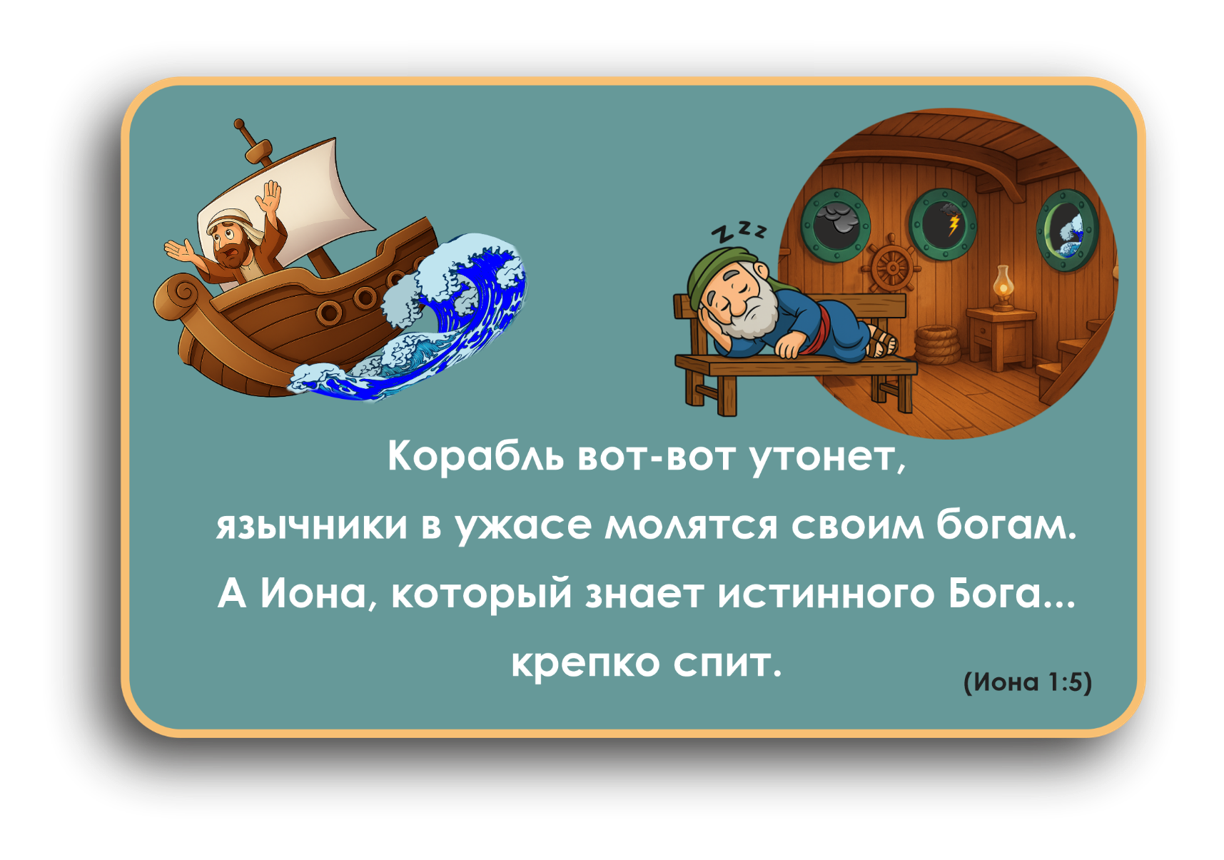 z z z
Корабль вот-вот утонет,
язычники в ужасе молятся своим богам.
А Иона, который знает истинного Бога...
крепко спит.
(Иона 1:5)